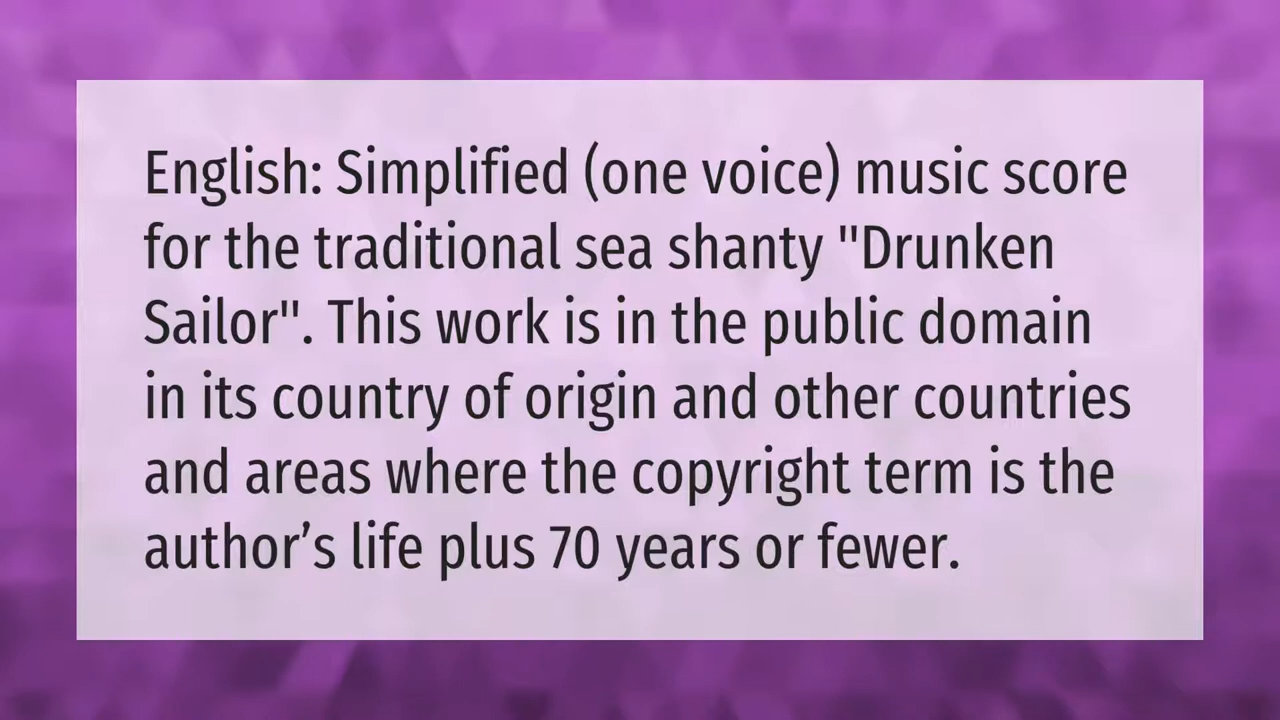 English: Simplified (one voice) music score
for the traditional sea shanty "Drunken
Sailor". This work is in the public domain
in its country of origin and other countries
and areas where the copyright term is the
author’s life plus 70 years or fewer.